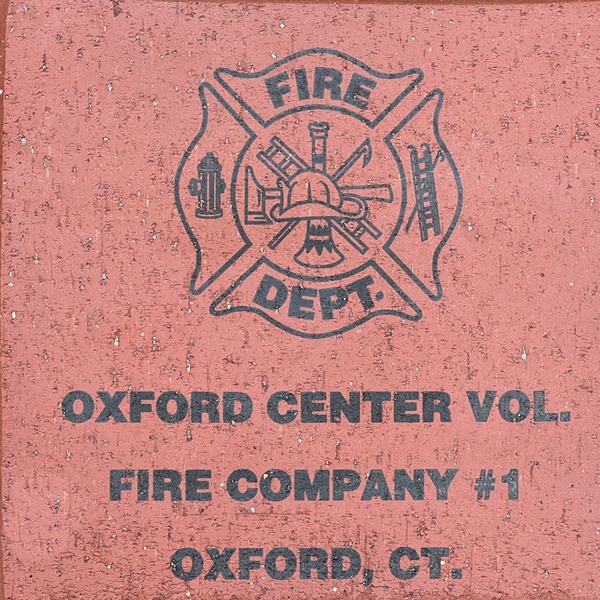 FIRE
DEPT.
OXFORD CENTER VOL.
FIRE COMPANY #1
OXFORD, CT.